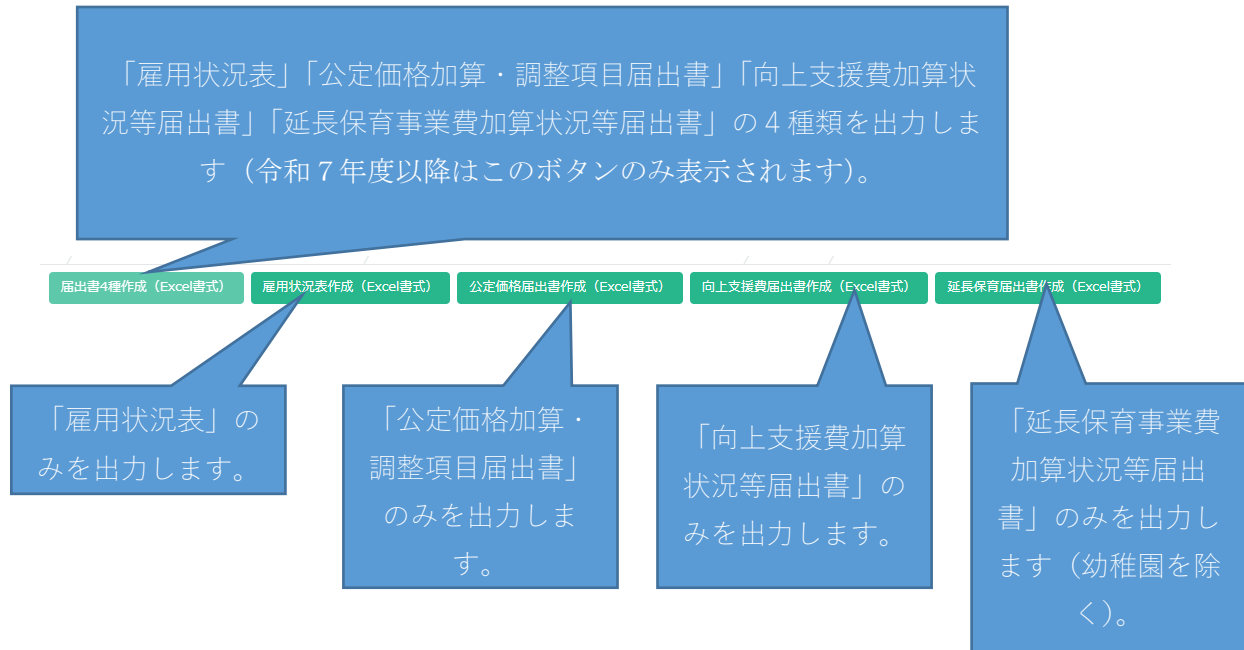 「雇用状況表」「公定価格加算・調整項目届出書」「向上支援費加算状
況等届出書」「延長保育事業費加算状況等届出書」の４種類を出力しま
す（令和７年度以降はこのボタンのみ表示されます）。
届出書4種作成（Excel書式）
雇用状況表作成（Excel書式）
公定価格届出書作成（Excel書式）
向上支援費届出書作成（Excel書式）
延長保育届出書作成（Excel書式）
「雇用状況表」の
みを出力します。
「公定価格加算・
調整項目届出書」
のみを出力しま
す。
「向上支援費加算
状況等届出書」の
みを出力します。
「延長保育事業費
加算状況等届出
書」のみを出力し
ます（幼稚園を除
く）。